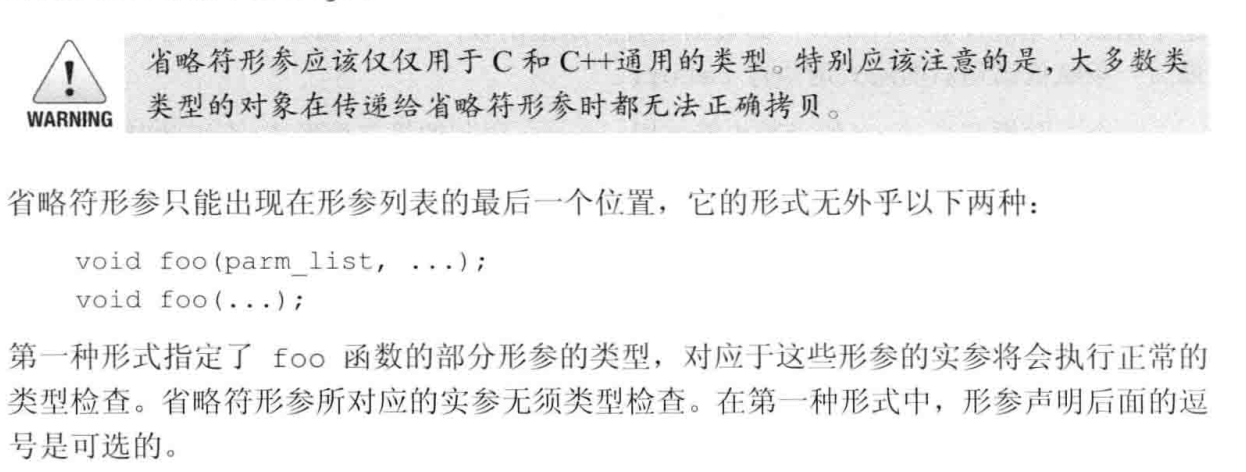 省略符形参应该仅仅用于 C 和 C++通用的类型。特别应该注意的是，大多数类
类型的对象在传递给省略符形参时都无法正确拷贝。
WARNING
省略符形参只能出现在形参列表的最后一个位置，它的形式无外乎以下两种：
void foo(parm_list, ...);
void foo(...);
第一种形式指定了 foo 函数的部分形参的类型，对应于这些形参的实参将会执行正常的
类型检查。省略符形参所对应的实参无须类型检查。在第一种形式中，形参声明后面的逗
号是可选的。